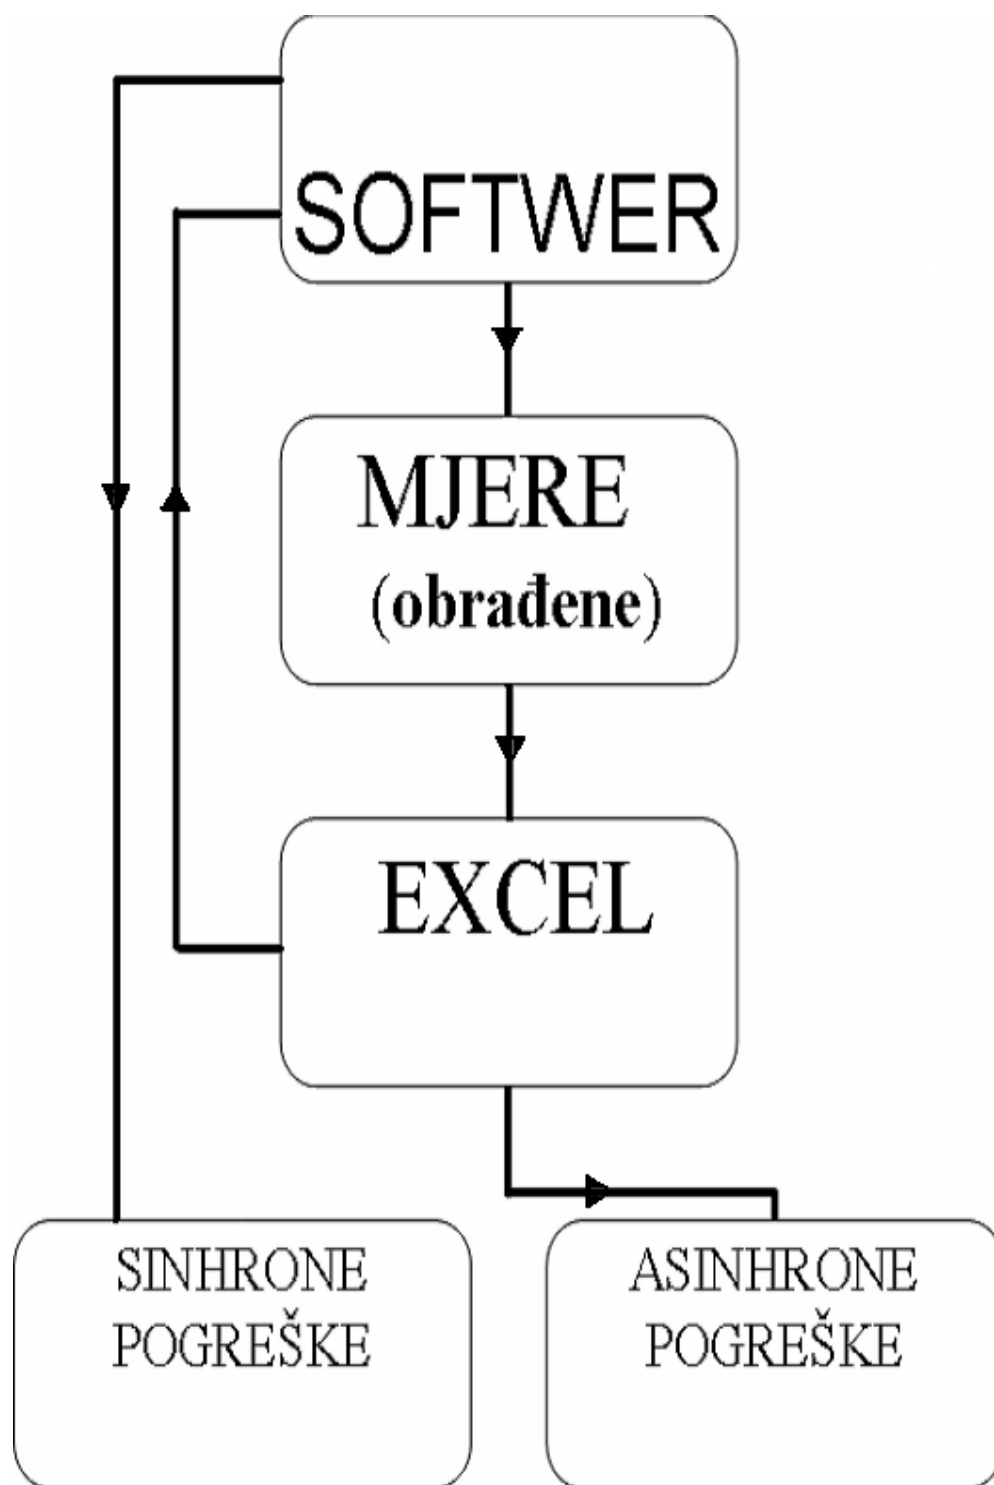 SOFTWER
MJERE
(obrađene)
EXCEL
SINHRONE
POGREŠKE
ASINHRONE
POGREŠKE